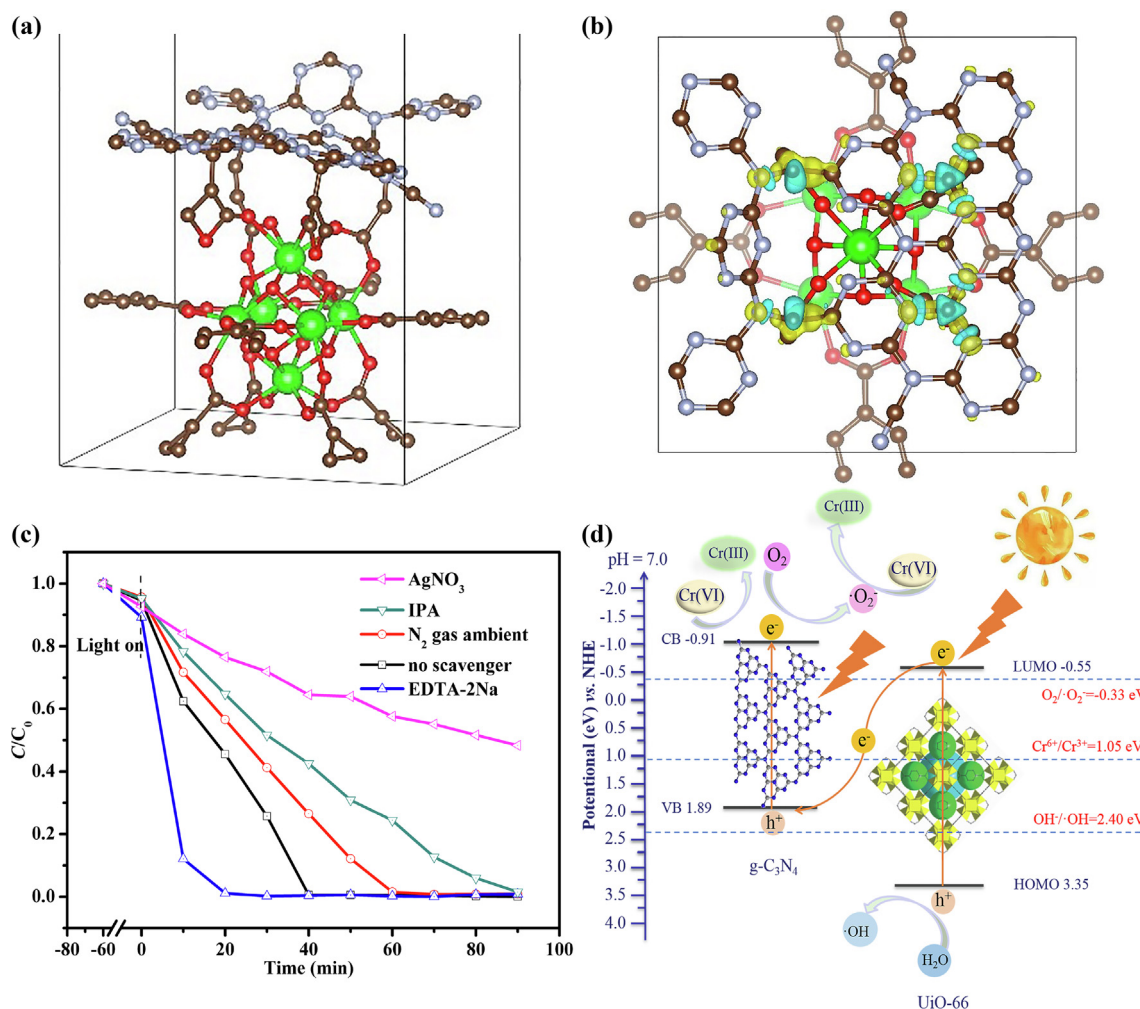 (a)
(b)
(c)
1.0
0.8
0.6
0.4
0.2
0.0
C/C₀
Light on
AgNO₃
IPA
N₂ gas ambient
no scavenger
EDTA-2Na
-80
-60
0
20
40
60
80
100
Time (min)
(d)
pH = 7.0
Potential (eV) vs. NHE
-2.0
-1.5
-1.0
-0.5
0.0
0.5
1.0
1.5
2.0
2.5
3.0
3.5
4.0
Cr(VI)
Cr(III)
O₂
·O₂⁻
Cr(III)
Cr(VI)
CB -0.91
e⁻
VB 1.89
h⁺
g-C₃N₄
e⁻
e⁻
LUMO -0.55
O₂/·O₂⁻=-0.33 eV
Cr⁶⁺/Cr³⁺=1.05 eV
OH⁻/·OH=2.40 eV
HOMO 3.35
h⁺
·OH
H₂O
UiO-66